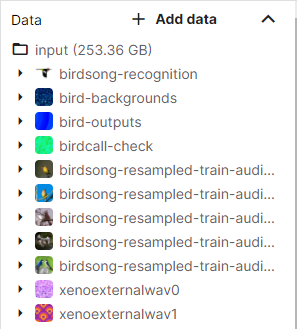 Data + Add data
input (253.36 GB)
birdsong-recognition
bird-backgrounds
bird-outputs
birdcall-check
birdsong-resampled-train-audi...
birdsong-resampled-train-audi...
birdsong-resampled-train-audi...
birdsong-resampled-train-audi...
birdsong-resampled-train-audi...
xenoexternalwav0
xenoexternalwav1